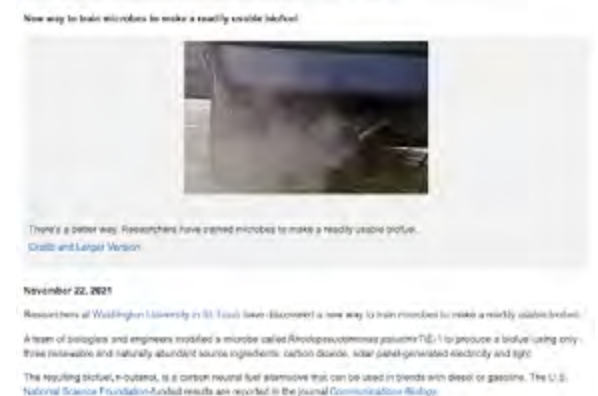 New way to train microbes to make a readily usable biofuel
There's a better way. Researchers have trained microbes to make a readily usable biofuel.
Credit and Larger Version
November 22, 2021
Researchers at Washington University in St. Louis have discovered a new way to train microbes to make a readily usable biofuel.
A team of biologists and engineers modified a microbe called Rhodopseudomonas palustris TIE-1 to produce a biofuel using only
three renewable and naturally abundant source ingredients: carbon dioxide, solar panel-generated electricity and light.
The resulting biofuel, n-butanol, is a carbon neutral fuel alternative that can be used in blends with diesel or gasoline. The U.S.
National Science Foundation-funded results are reported in the journal Communications Biology.